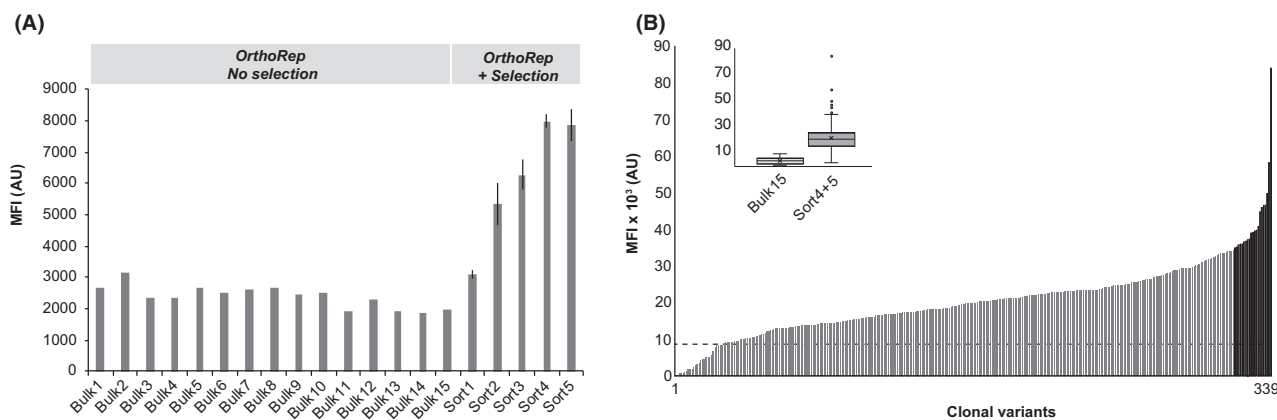 (A)
OrthoRep
No selection
OrthoRep
+ Selection
9000
8000
7000
6000
5000
4000
3000
2000
1000
0
MFI (AU)
Bulk1
Bulk2
Bulk3
Bulk4
Bulk5
Bulk6
Bulk7
Bulk8
Bulk9
Bulk10
Bulk11
Bulk12
Bulk13
Bulk14
Bulk15
Sort1
Sort2
Sort3
Sort4
Sort5
(B)
90
80
70
60
50
40
30
20
10
0
MFI x 10³ (AU)
90
70
50
30
10
Bulk15
Sort4+5
1
339
Clonal variants